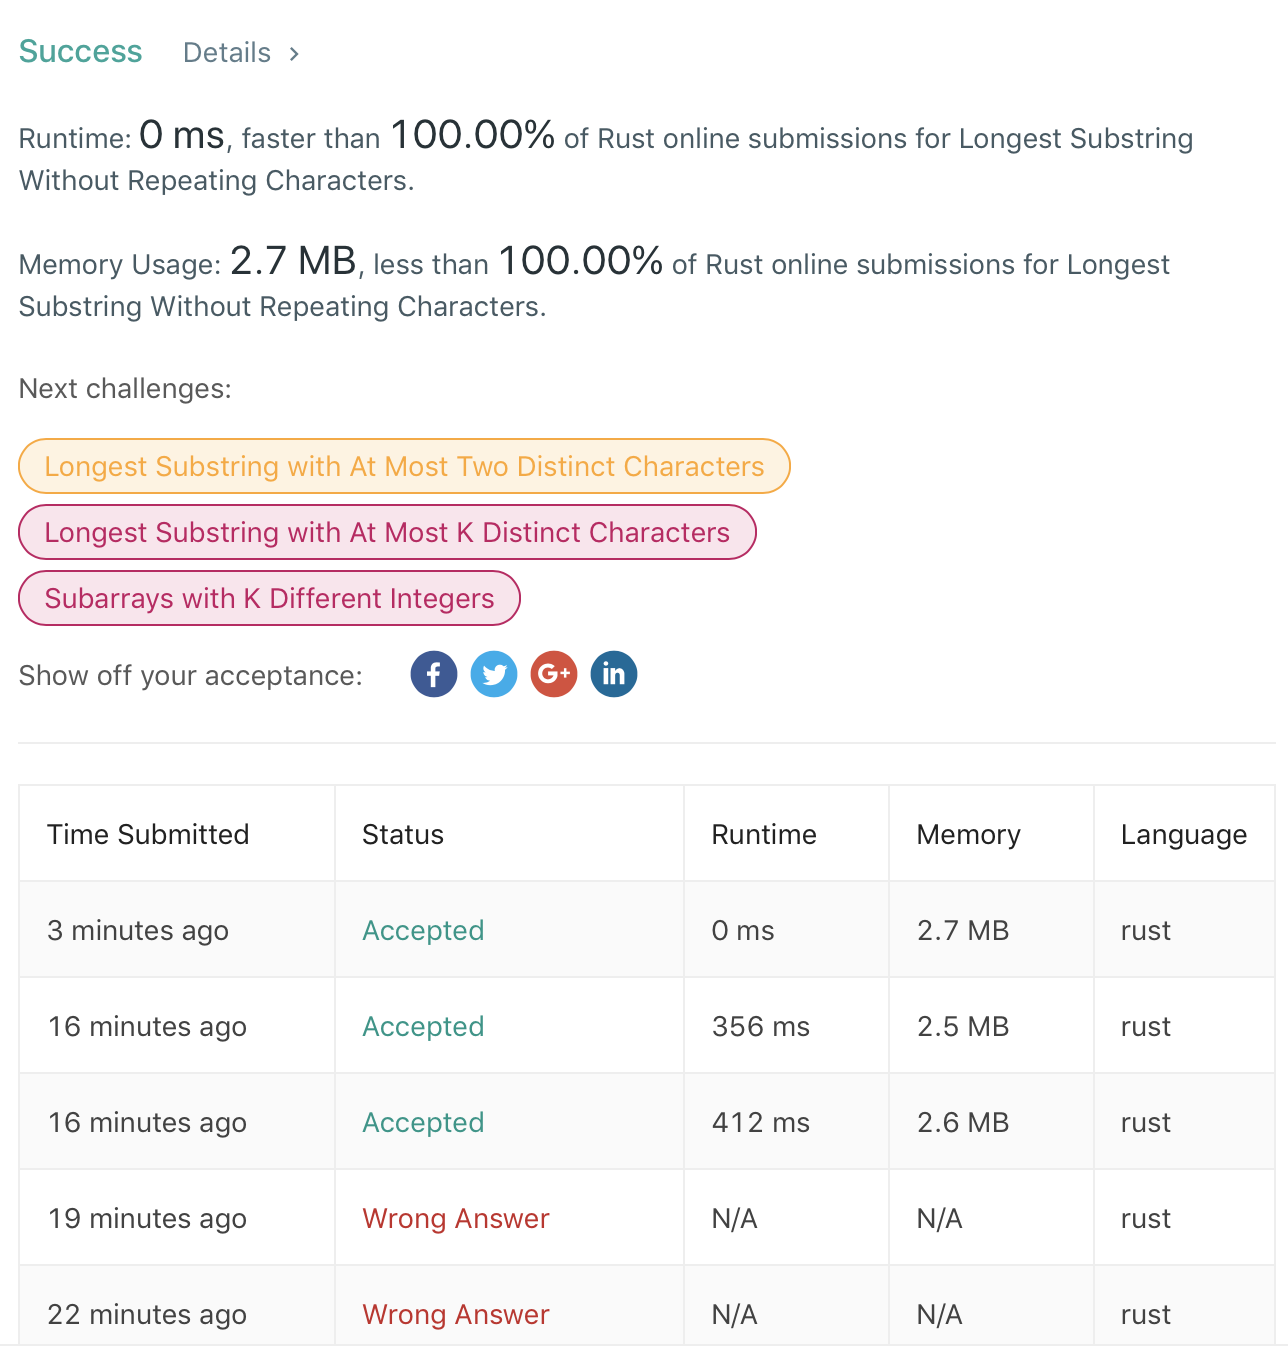 Success Details >
Runtime: 0 ms, faster than 100.00% of Rust online submissions for Longest Substring
Without Repeating Characters.
Memory Usage: 2.7 MB, less than 100.00% of Rust online submissions for Longest
Substring Without Repeating Characters.
Next challenges:
Longest Substring with At Most Two Distinct Characters
Longest Substring with At Most K Distinct Characters
Subarrays with K Different Integers
Show off your acceptance: f G+ in
Time Submitted Status Runtime Memory Language
3 minutes ago Accepted 0 ms 2.7 MB rust
16 minutes ago Accepted 356 ms 2.5 MB rust
16 minutes ago Accepted 412 ms 2.6 MB rust
19 minutes ago Wrong Answer N/A N/A rust
22 minutes ago Wrong Answer N/A N/A rust